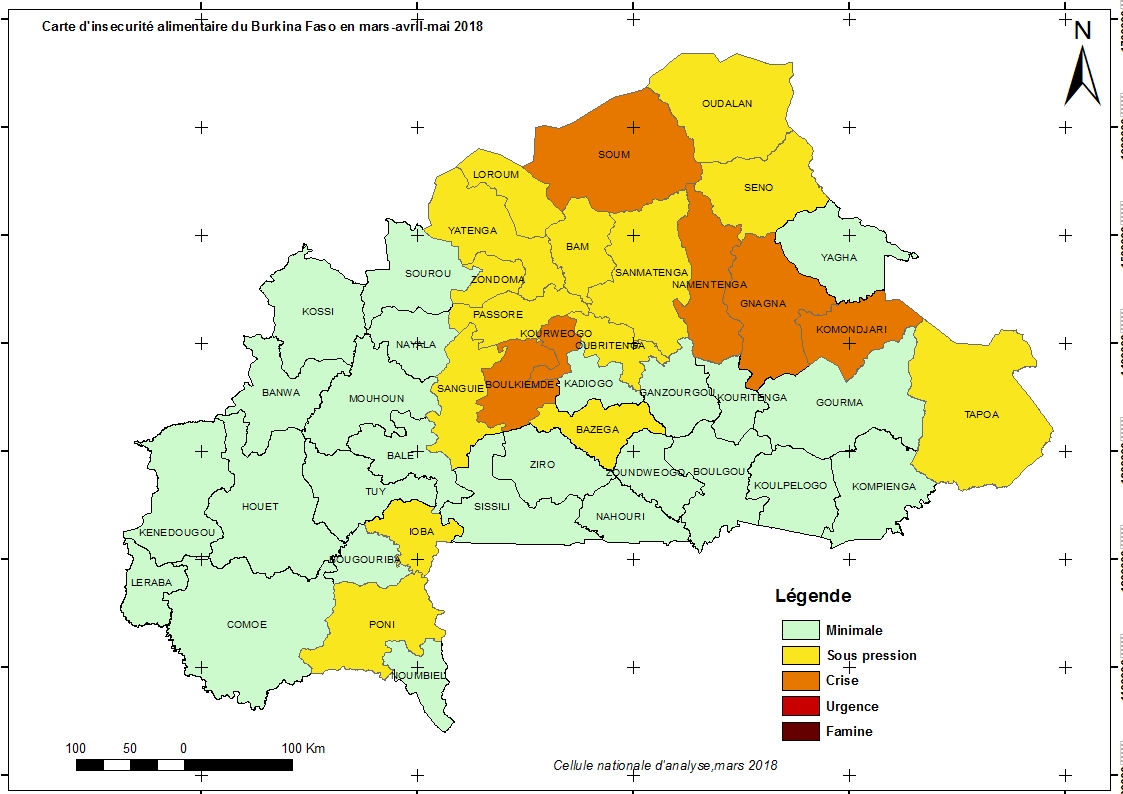 Carte d'insecurité alimentaire du Burkina Faso en mars-avril-mai 2018
N
OUDALAN
SOUM
LOROUM
SENO
YATENGA
BAM
YAGHA
SOUROU
ZONDOMA
SANMATENGA
NAMENTENGA
GNAGNA
KOSSI
PASSORE
KOMONDJARI
KOURWEOGO
NAYALA
OUBRITENGA
BANWA
MOUHOUN
SANGUIE
BOULKIEMDE
KADIOGO
GANZOURGOU
KOURITENGA
GOURMA
TAPOA
BAZEGA
BALE
ZIRO
ZOUNDWEOGO
BOULGOU
KOULPELOGO
KOMPIENGA
TUY
HOUET
SISSILI
NAHOURI
KENEDOUGOU
IOBA
BOUGOURIBA
LERABA
COMOE
PONI
NOUMBIEL
Légende
Minimale
Sous pression
Crise
Urgence
Famine
100 50 0 100 Km
Cellule nationale d'analyse,mars 2018